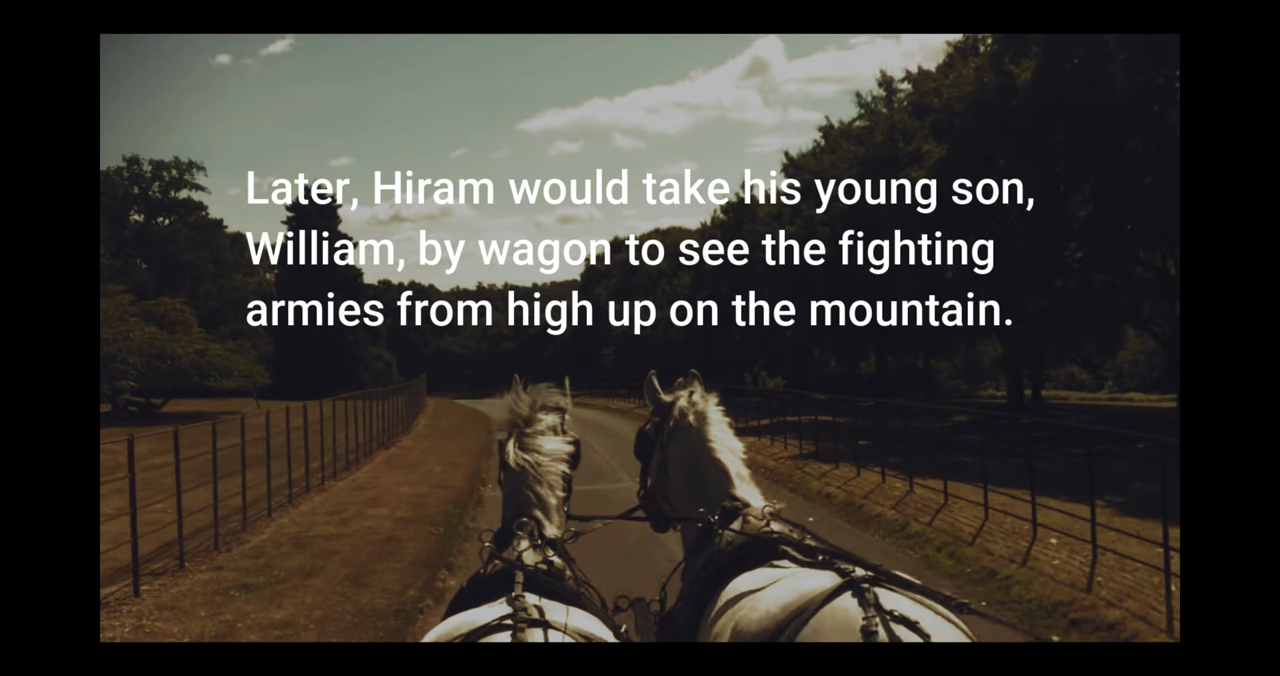 Later, Hiram would take his young son,
William, by wagon to see the fighting
armies from high up on the mountain.